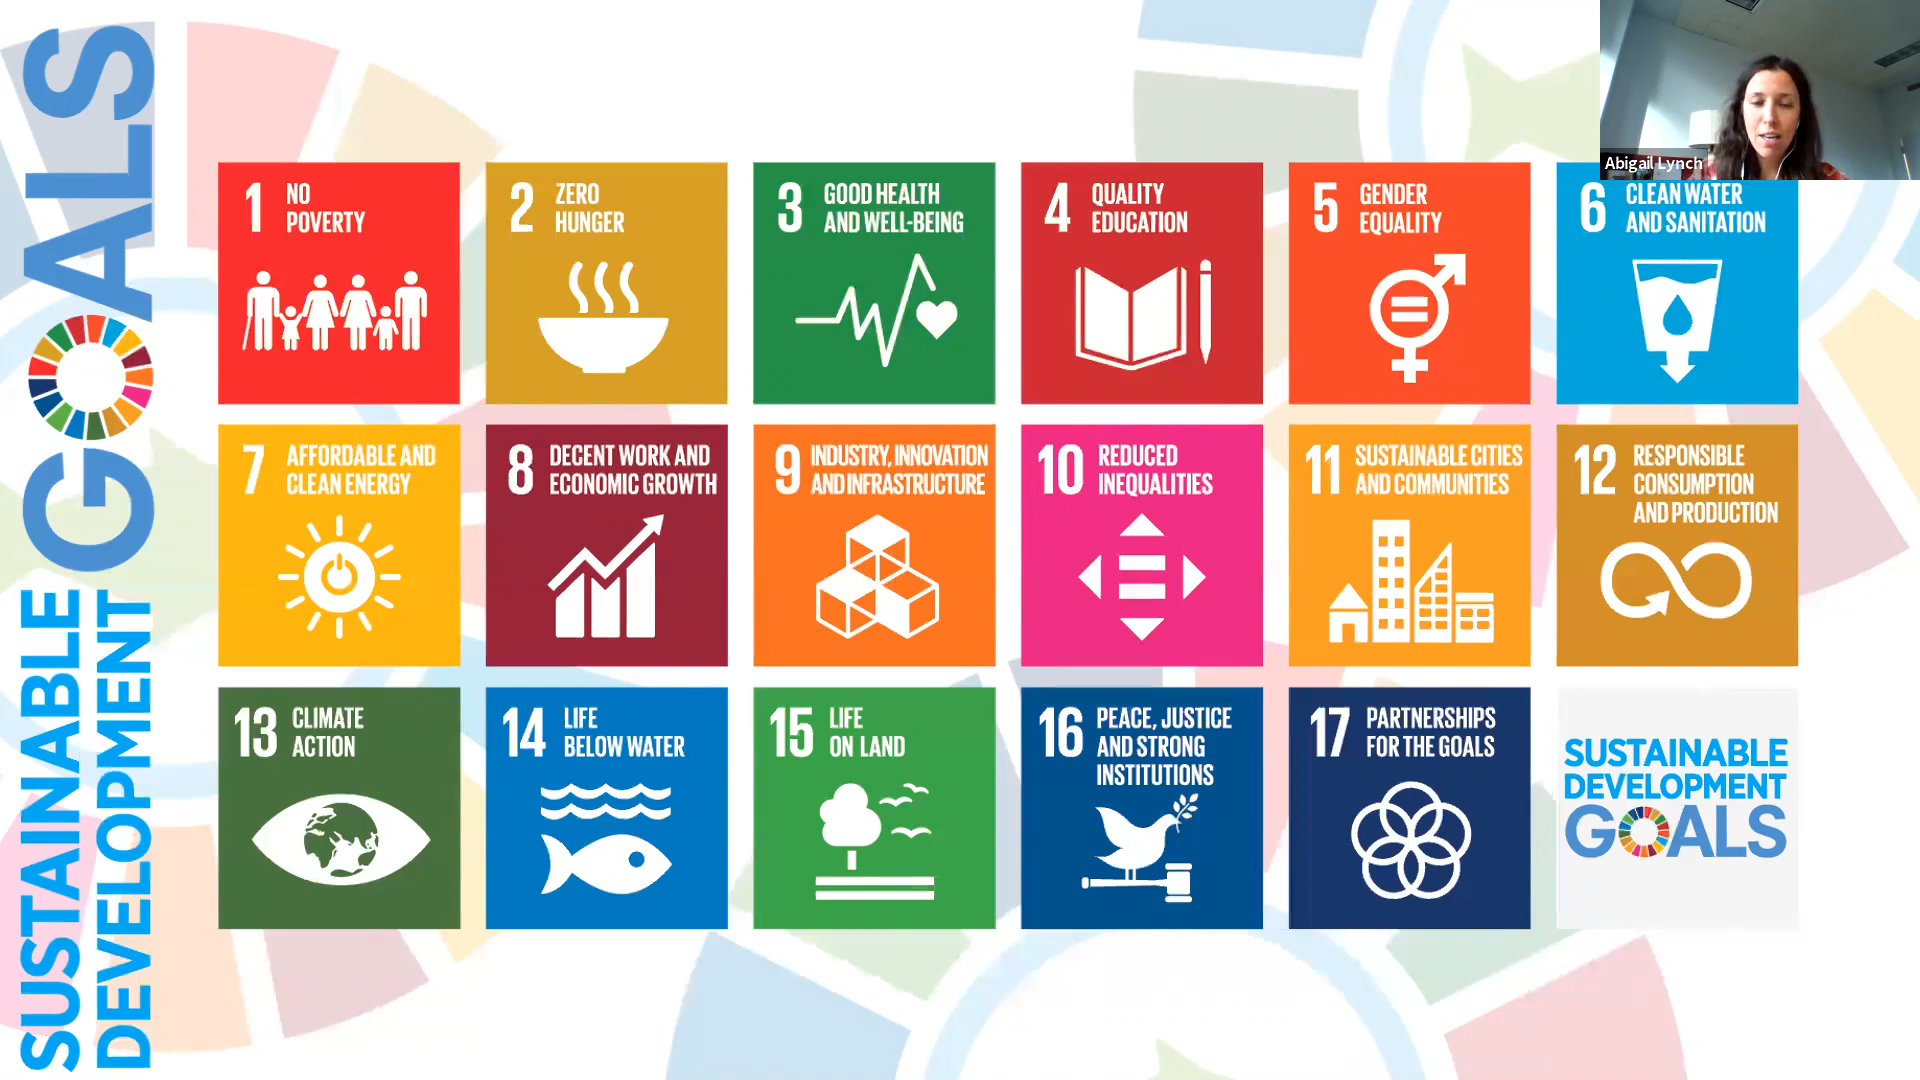 SUSTAINABLE
DEVELOPMENT
GOALS
Abigail Lynch
1 NO
POVERTY
2 ZERO
HUNGER
3 GOOD HEALTH
AND WELL-BEING
4 QUALITY
EDUCATION
5 GENDER
EQUALITY
6 CLEAN WATER
AND SANITATION
7 AFFORDABLE AND
CLEAN ENERGY
8 DECENT WORK AND
ECONOMIC GROWTH
9 INDUSTRY, INNOVATION
AND INFRASTRUCTURE
10 REDUCED
INEQUALITIES
11 SUSTAINABLE CITIES
AND COMMUNITIES
12 RESPONSIBLE
CONSUMPTION
AND PRODUCTION
13 CLIMATE
ACTION
14 LIFE
BELOW WATER
15 LIFE
ON LAND
16 PEACE, JUSTICE
AND STRONG
INSTITUTIONS
17 PARTNERSHIPS
FOR THE GOALS
SUSTAINABLE
DEVELOPMENT
GOALS